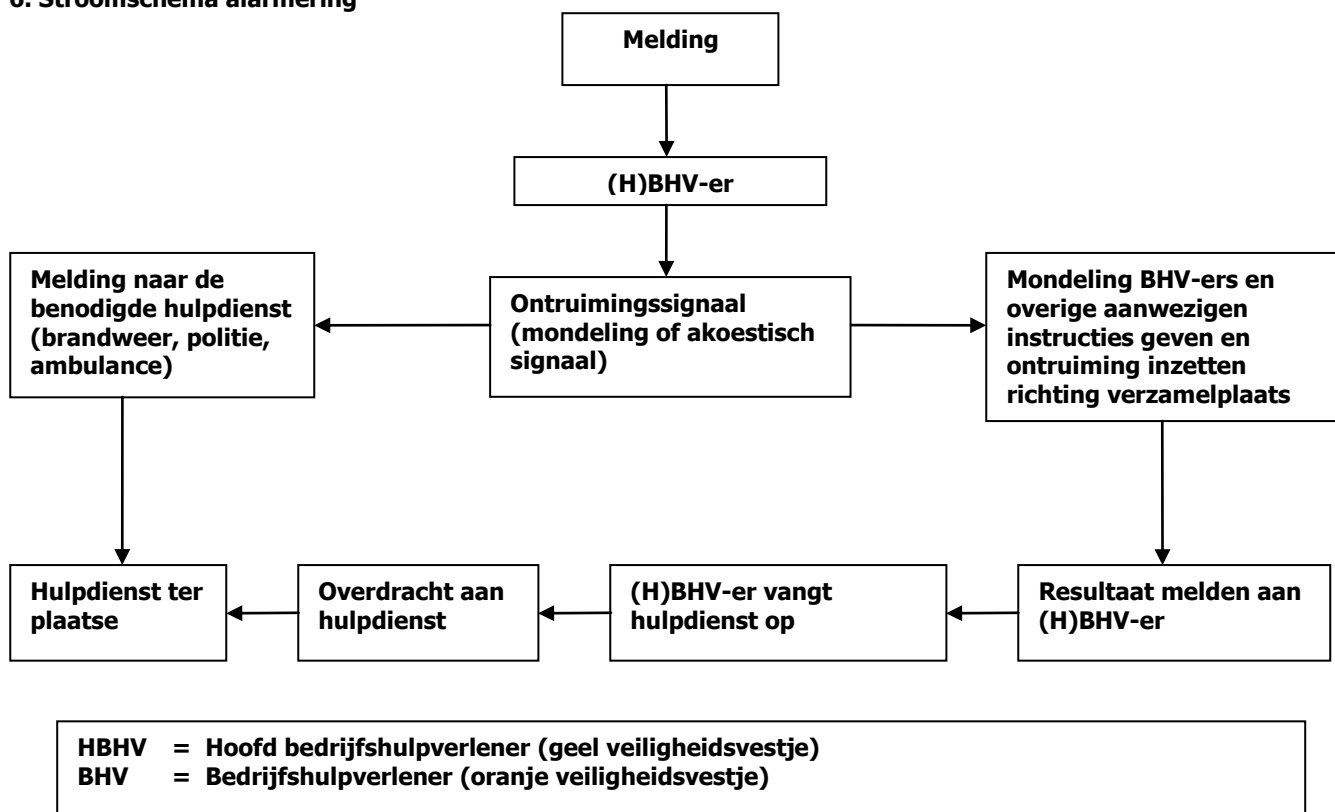 6. Stroomschema alarmering
Melding
(H)BHV-er
Melding naar de
benodigde hulpdienst
(brandweer, politie,
ambulance)
Ontruimingssignaal
(mondeling of akoestisch
signaal)
Mondeling BHV-ers en
overige aanwezigen
instructies geven en
ontruiming inzetten
richting verzamelplaats
Hulpdienst ter
plaatse
Overdracht aan
hulpdienst
(H)BHV-er vangt
hulpdienst op
Resultaat melden aan
(H)BHV-er
HBHV = Hoofd bedrijfshulpverlener (geel veiligheidsvestje)
BHV = Bedrijfshulpverlener (oranje veiligheidsvestje)